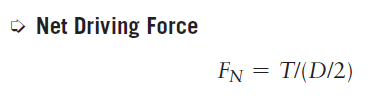 ➪ Net Driving Force
F_N = T/(D/2)